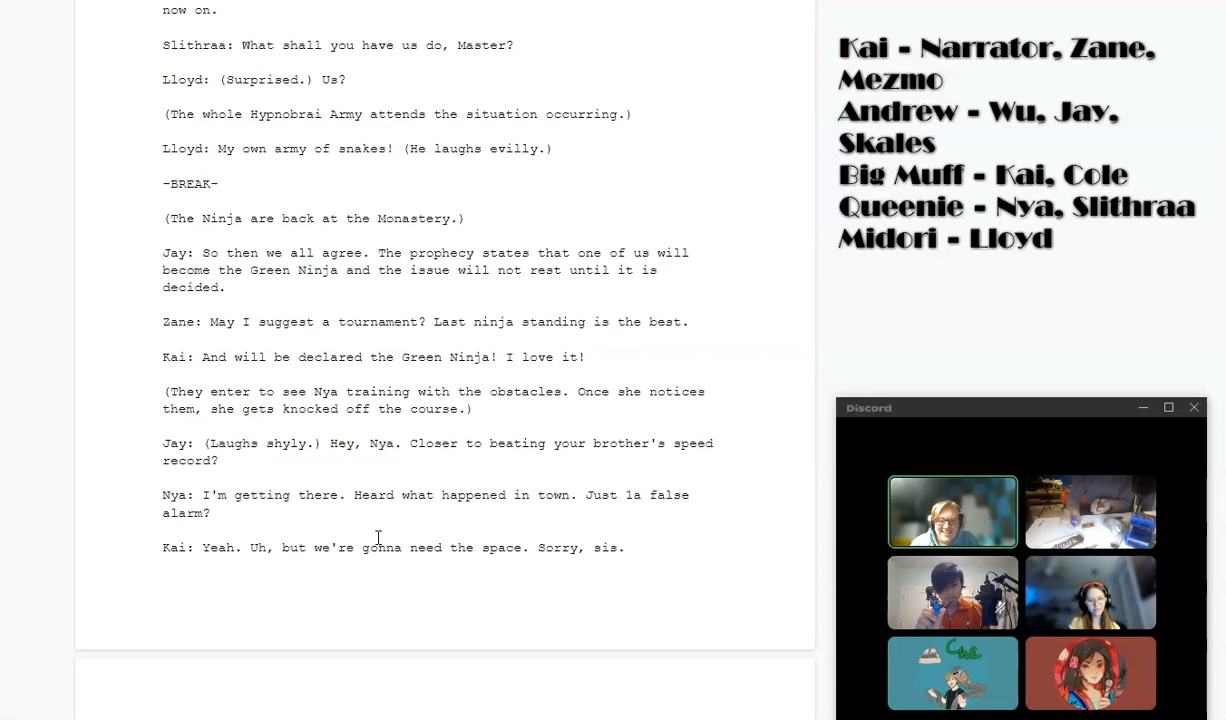 now on.
Slithraa: What shall you have us do, Master?
Lloyd: (Surprised.) Us?
(The whole Hypnobrai Army attends the situation occurring.)
Lloyd: My own army of snakes! (He laughs evilly.)
-BREAK-
(The Ninja are back at the Monastery.)
Jay: So then we all agree. The prophecy states that one of us will
become the Green Ninja and the issue will not rest until it is
decided.
Zane: May I suggest a tournament? Last ninja standing is the best.
Kai: And will be declared the Green Ninja! I love it!
(They enter to see Nya training with the obstacles. Once she notices
them, she gets knocked off the course.)
Jay: (Laughs shyly.) Hey, Nya. Closer to beating your brother's speed
record?
Nya: I'm getting there. Heard what happened in town. Just 1a false
alarm?
Kai: Yeah. Uh, but we're gonna need the space. Sorry, sis.
Kai - Narrator, Zane,
Mezmo
Andrew - Wu, Jay,
Skales
Big Muff - Kai, Cole
Queenie - Nya, Slithraa
Midori - Lloyd
Discord